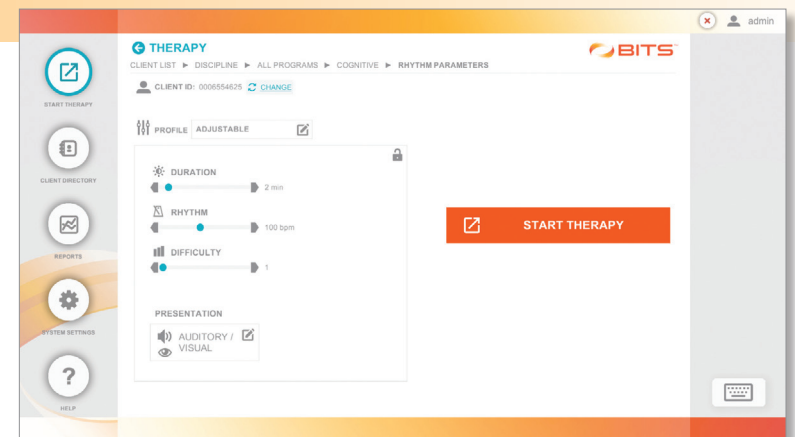 admin
THERAPY
BITS
CLIENT LIST ► DISCIPLINE ► ALL PROGRAMS ► COGNITIVE ► RHYTHM PARAMETERS
CLIENT ID: 0006554625 CHANGE
START THERAPY
PROFILE ADJUSTABLE
CLIENT DIRECTORY
DURATION
2 min
RHYTHM
100 bpm
START THERAPY
REPORTS
DIFFICULTY
1
PRESENTATION
SYSTEM SETTINGS
AUDITORY /
VISUAL
?
HELP